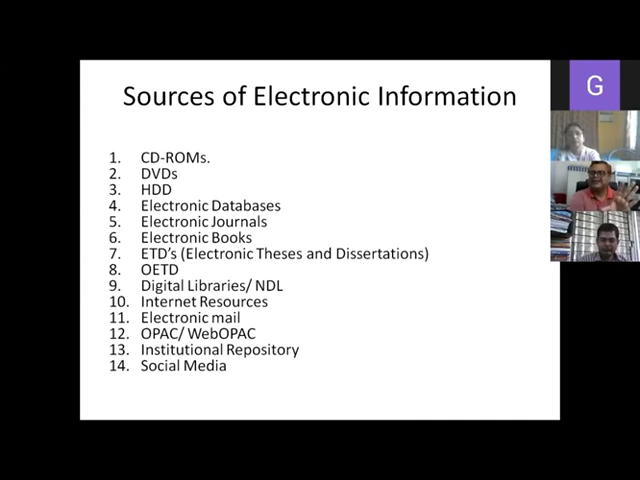 Sources of Electronic Information
1. CD-ROMs.
2. DVDs
3. HDD
4. Electronic Databases
5. Electronic Journals
6. Electronic Books
7. ETD's (Electronic Theses and Dissertations)
8. OETD
9. Digital Libraries/ NDL
10. Internet Resources
11. Electronic mail
12. OPAC/ WebOPAC
13. Institutional Repository
14. Social Media
G